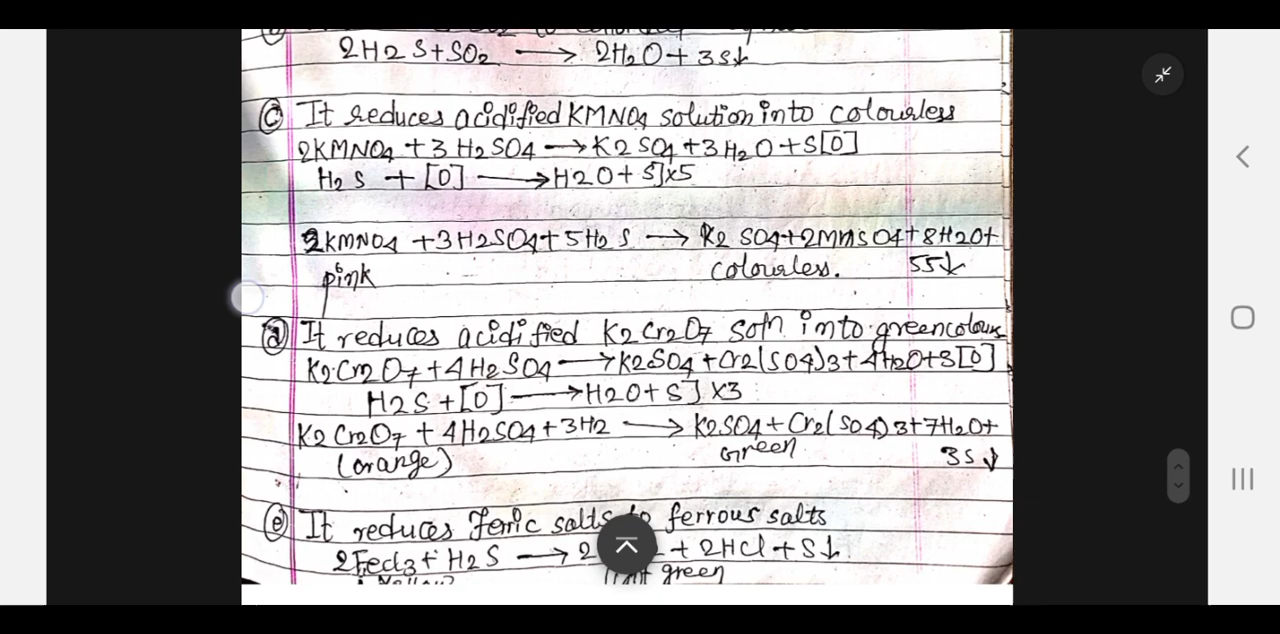 2H2S+SO2 → 2H2O+3S↓
ⓒ It reduces acidified KMNO4 solution into colourless
2KMNO4 + 3H2SO4 → K2SO4+3H2O+S[O]
H2S + [O] → H2O+S]x5
2KMNO4 + 3H2SO4+5H2S → K2SO4+2MnSO4+8H2O+
pink colourless. 5S↓
ⓓ It reduces acidified K2Cr2O7 soln into greencolour
K2Cr2O7+4H2SO4 → K2SO4+Cr2(SO4)3+4H2O+3[O]
H2S+[O] → H2O+S]x3
K2Cr2O7+4H2SO4+3H2 → K2SO4+Cr2(SO4)3+7H2O+
(orange) Green 3S↓
ⓔ It reduces ferric salts to ferrous salts
2Fecl3+H2S → 2 + 2HCl+S↓
green